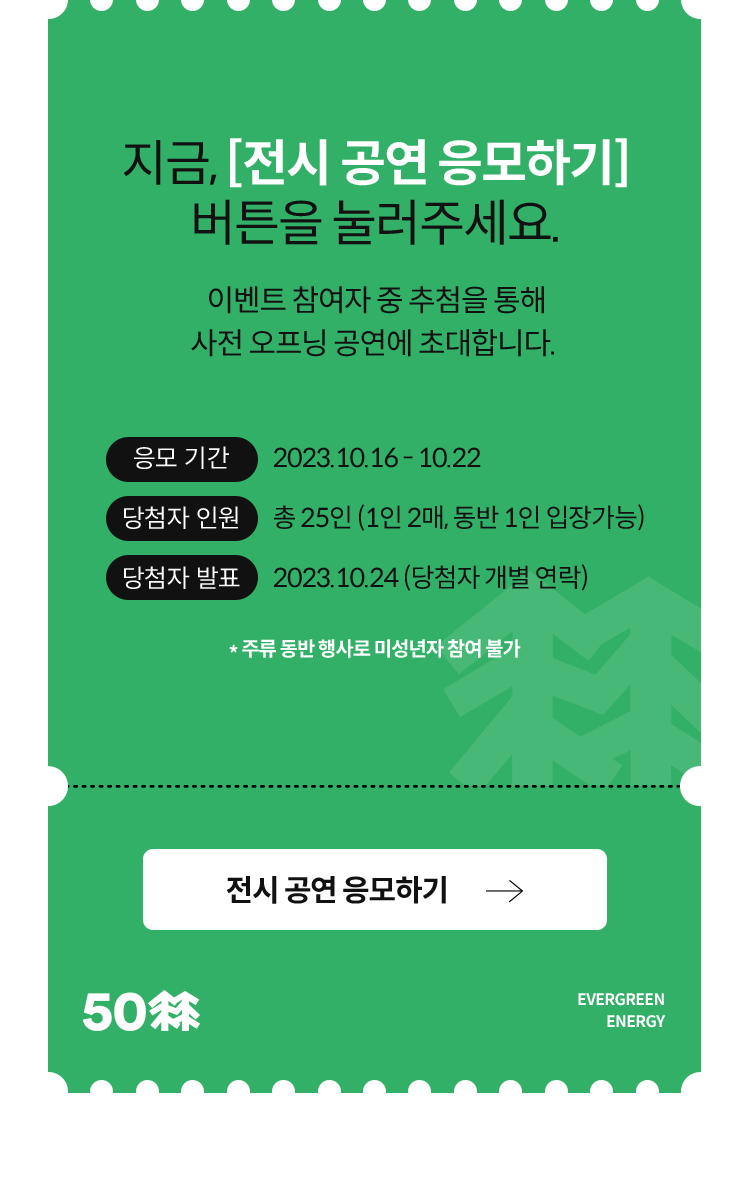 지금, [전시 공연 응모하기]
버튼을 눌러주세요.
이벤트 참여자 중 추첨을 통해
사전 오프닝 공연에 초대합니다.
응모 기간 2023.10.16 - 10.22
당첨자 인원 총 25인 (1인 2매, 동반 1인 입장가능)
당첨자 발표 2023.10.24 (당첨자 개별 연락)
* 주류 동반 행사로 미성년자 참여 불가
전시 공연 응모하기 →
50
EVERGREEN
ENERGY